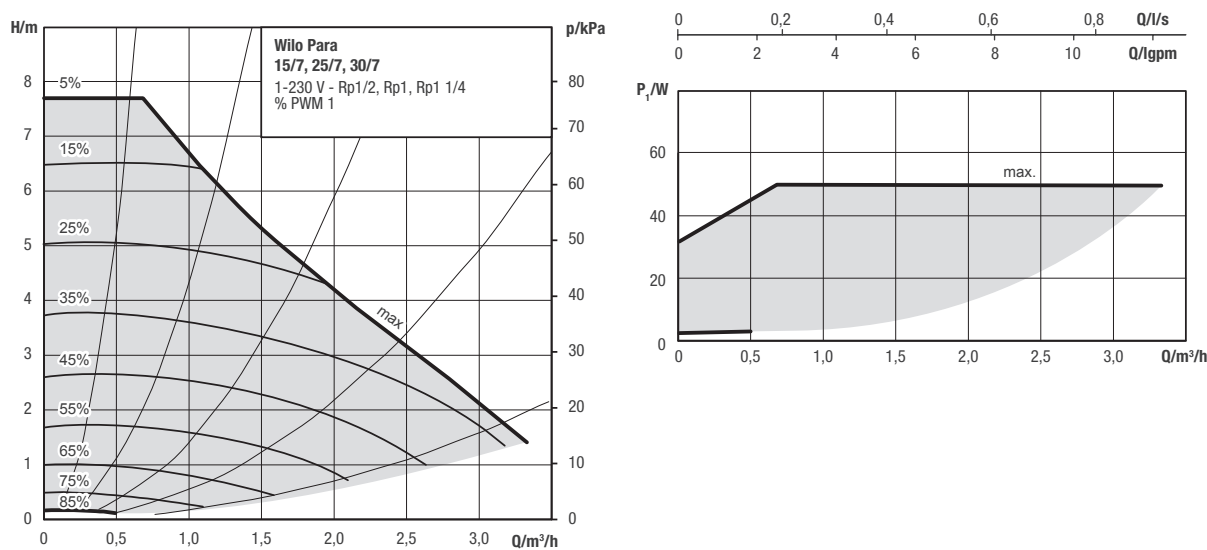 H/m
p/kPa
Wilo Para
15/7, 25/7, 30/7
1~230 V - Rp1/2, Rp1, Rp1 1/4
% PWM 1
8
7
6
5
4
3
2
1
0
80
70
60
50
40
30
20
10
0
5%
15%
25%
35%
45%
55%
65%
75%
85%
max
0 0,5 1,0 1,5 2,0 2,5 3,0 Q/m³/h
0 0,2 0,4 0,6 0,8 Q/l/s
0 2 4 6 8 10 Q/lgpm
P₁/W
60
40
20
0
max.
0 0,5 1,0 1,5 2,0 2,5 3,0 Q/m³/h